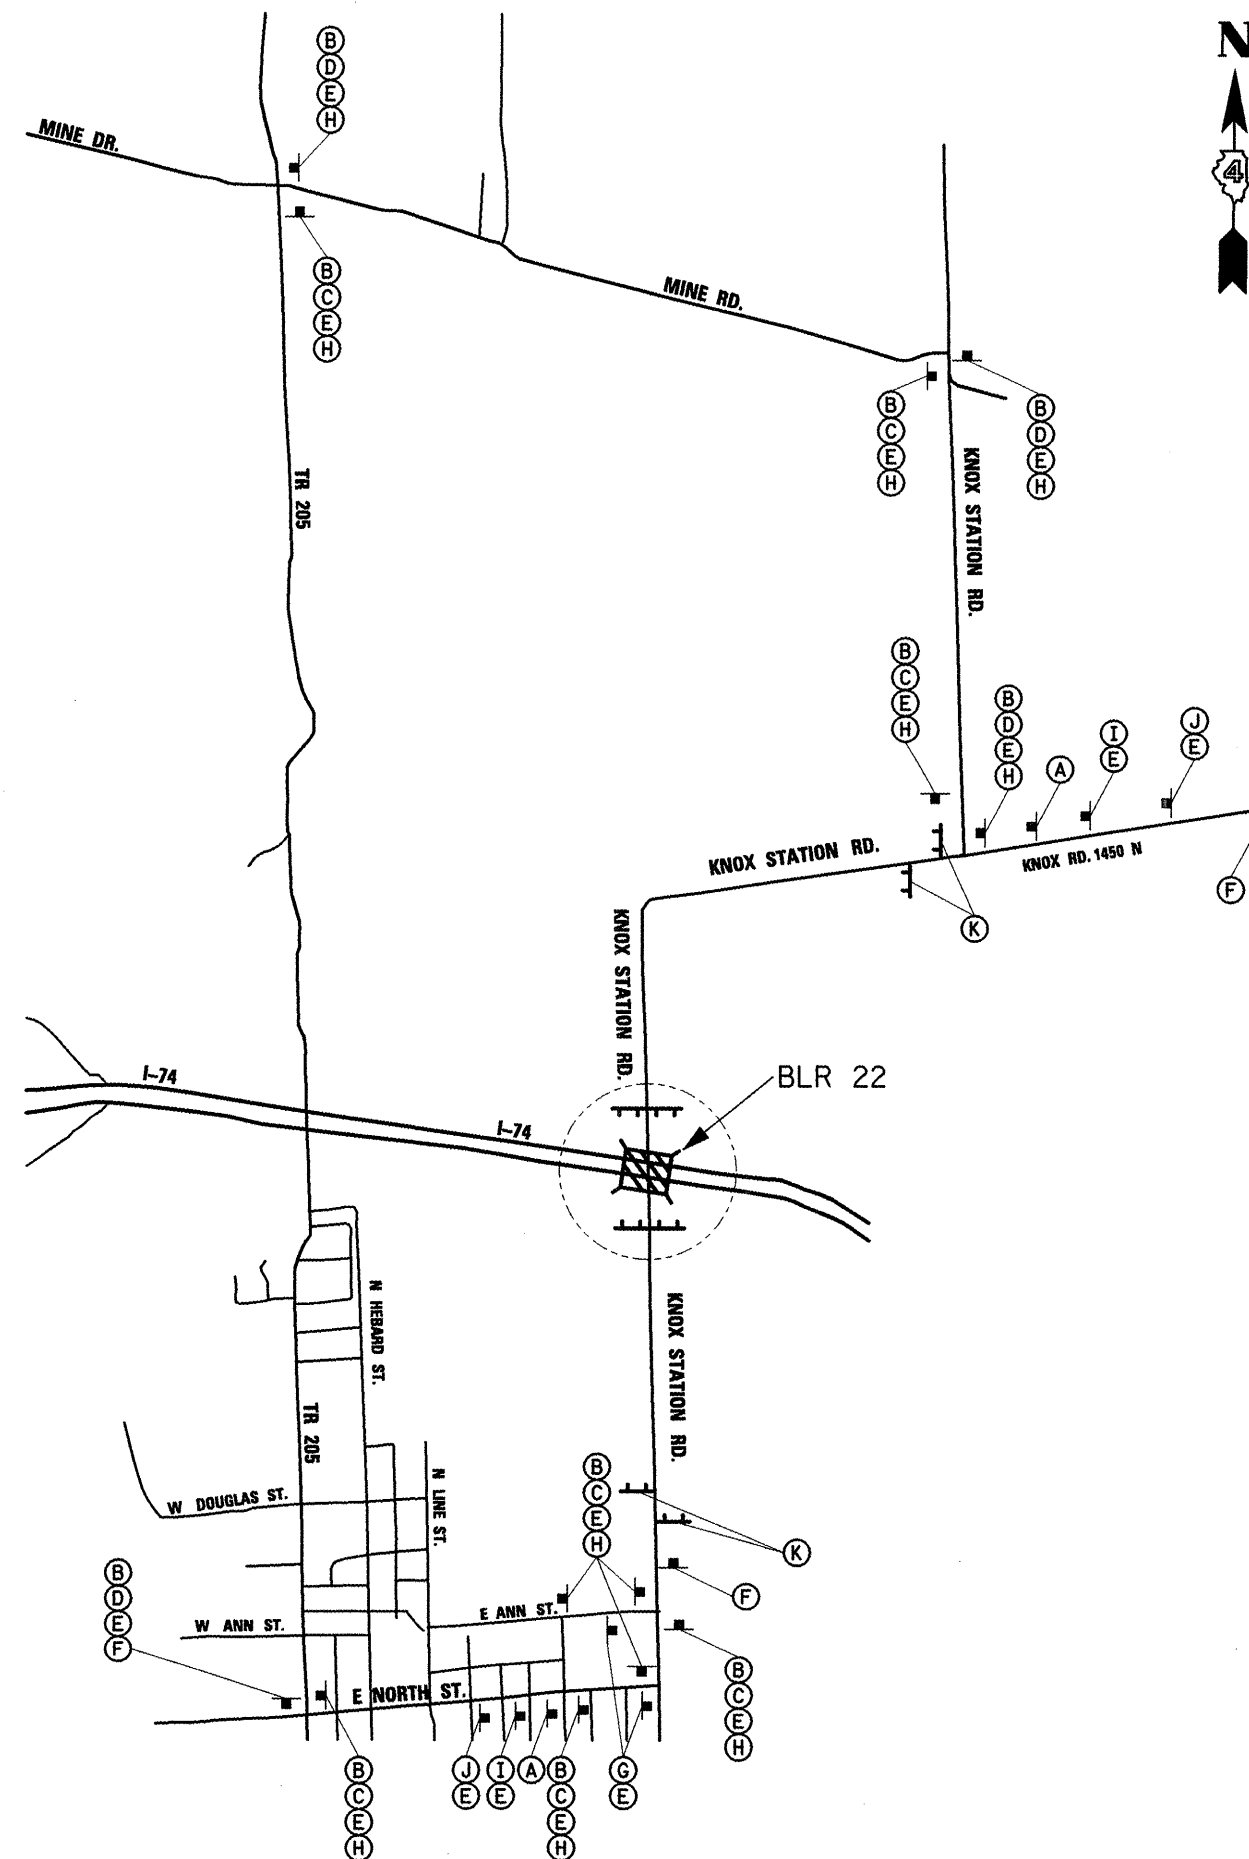 N
4
B
D
E
H
MINE DR.
B
C
E
H
MINE RD.
B
C
E
H
B
D
E
H
TR 205
KNOX STATION RD.
B
C
E
H
B
D
E
H
A
I
E
J
E
KNOX STATION RD.
KNOX RD. 1450 N
F
K
KNOX STATION RD.
I-74
BLR 22
I-74
N HEBARD ST.
KNOX STATION RD.
TR 205
B
C
E
H
N LINE ST.
W DOUGLAS ST.
K
B
D
E
F
F
E ANN ST.
W ANN ST.
B
C
E
H
E NORTH ST.
B
C
E
H
J
E
I
E
A
B
C
E
H
G
E